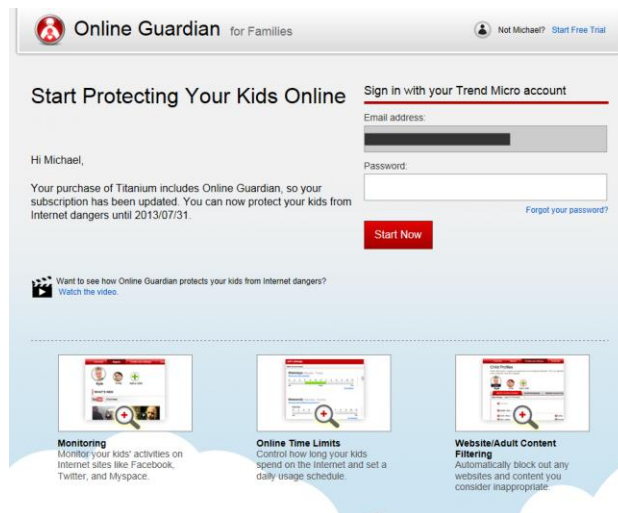 Online Guardian for Families
Not Michael? Start Free Trial
Start Protecting Your Kids Online
Sign in with your Trend Micro account
Email address:
Hi Michael,
Password:
Your purchase of Titanium includes Online Guardian, so your
subscription has been updated. You can now protect your kids from
Internet dangers until 2013/07/31.
Forgot your password?
Start Now
Want to see how Online Guardian protects your kids from Internet dangers?
Watch the video.
Monitoring
Monitor your kids' activities on
Internet sites like Facebook,
Twitter, and Myspace.
Online Time Limits
Control how long your kids
spend on the Internet and set a
daily usage schedule.
Website/Adult Content
Filtering
Automatically block out any
websites and content you
consider inappropriate.